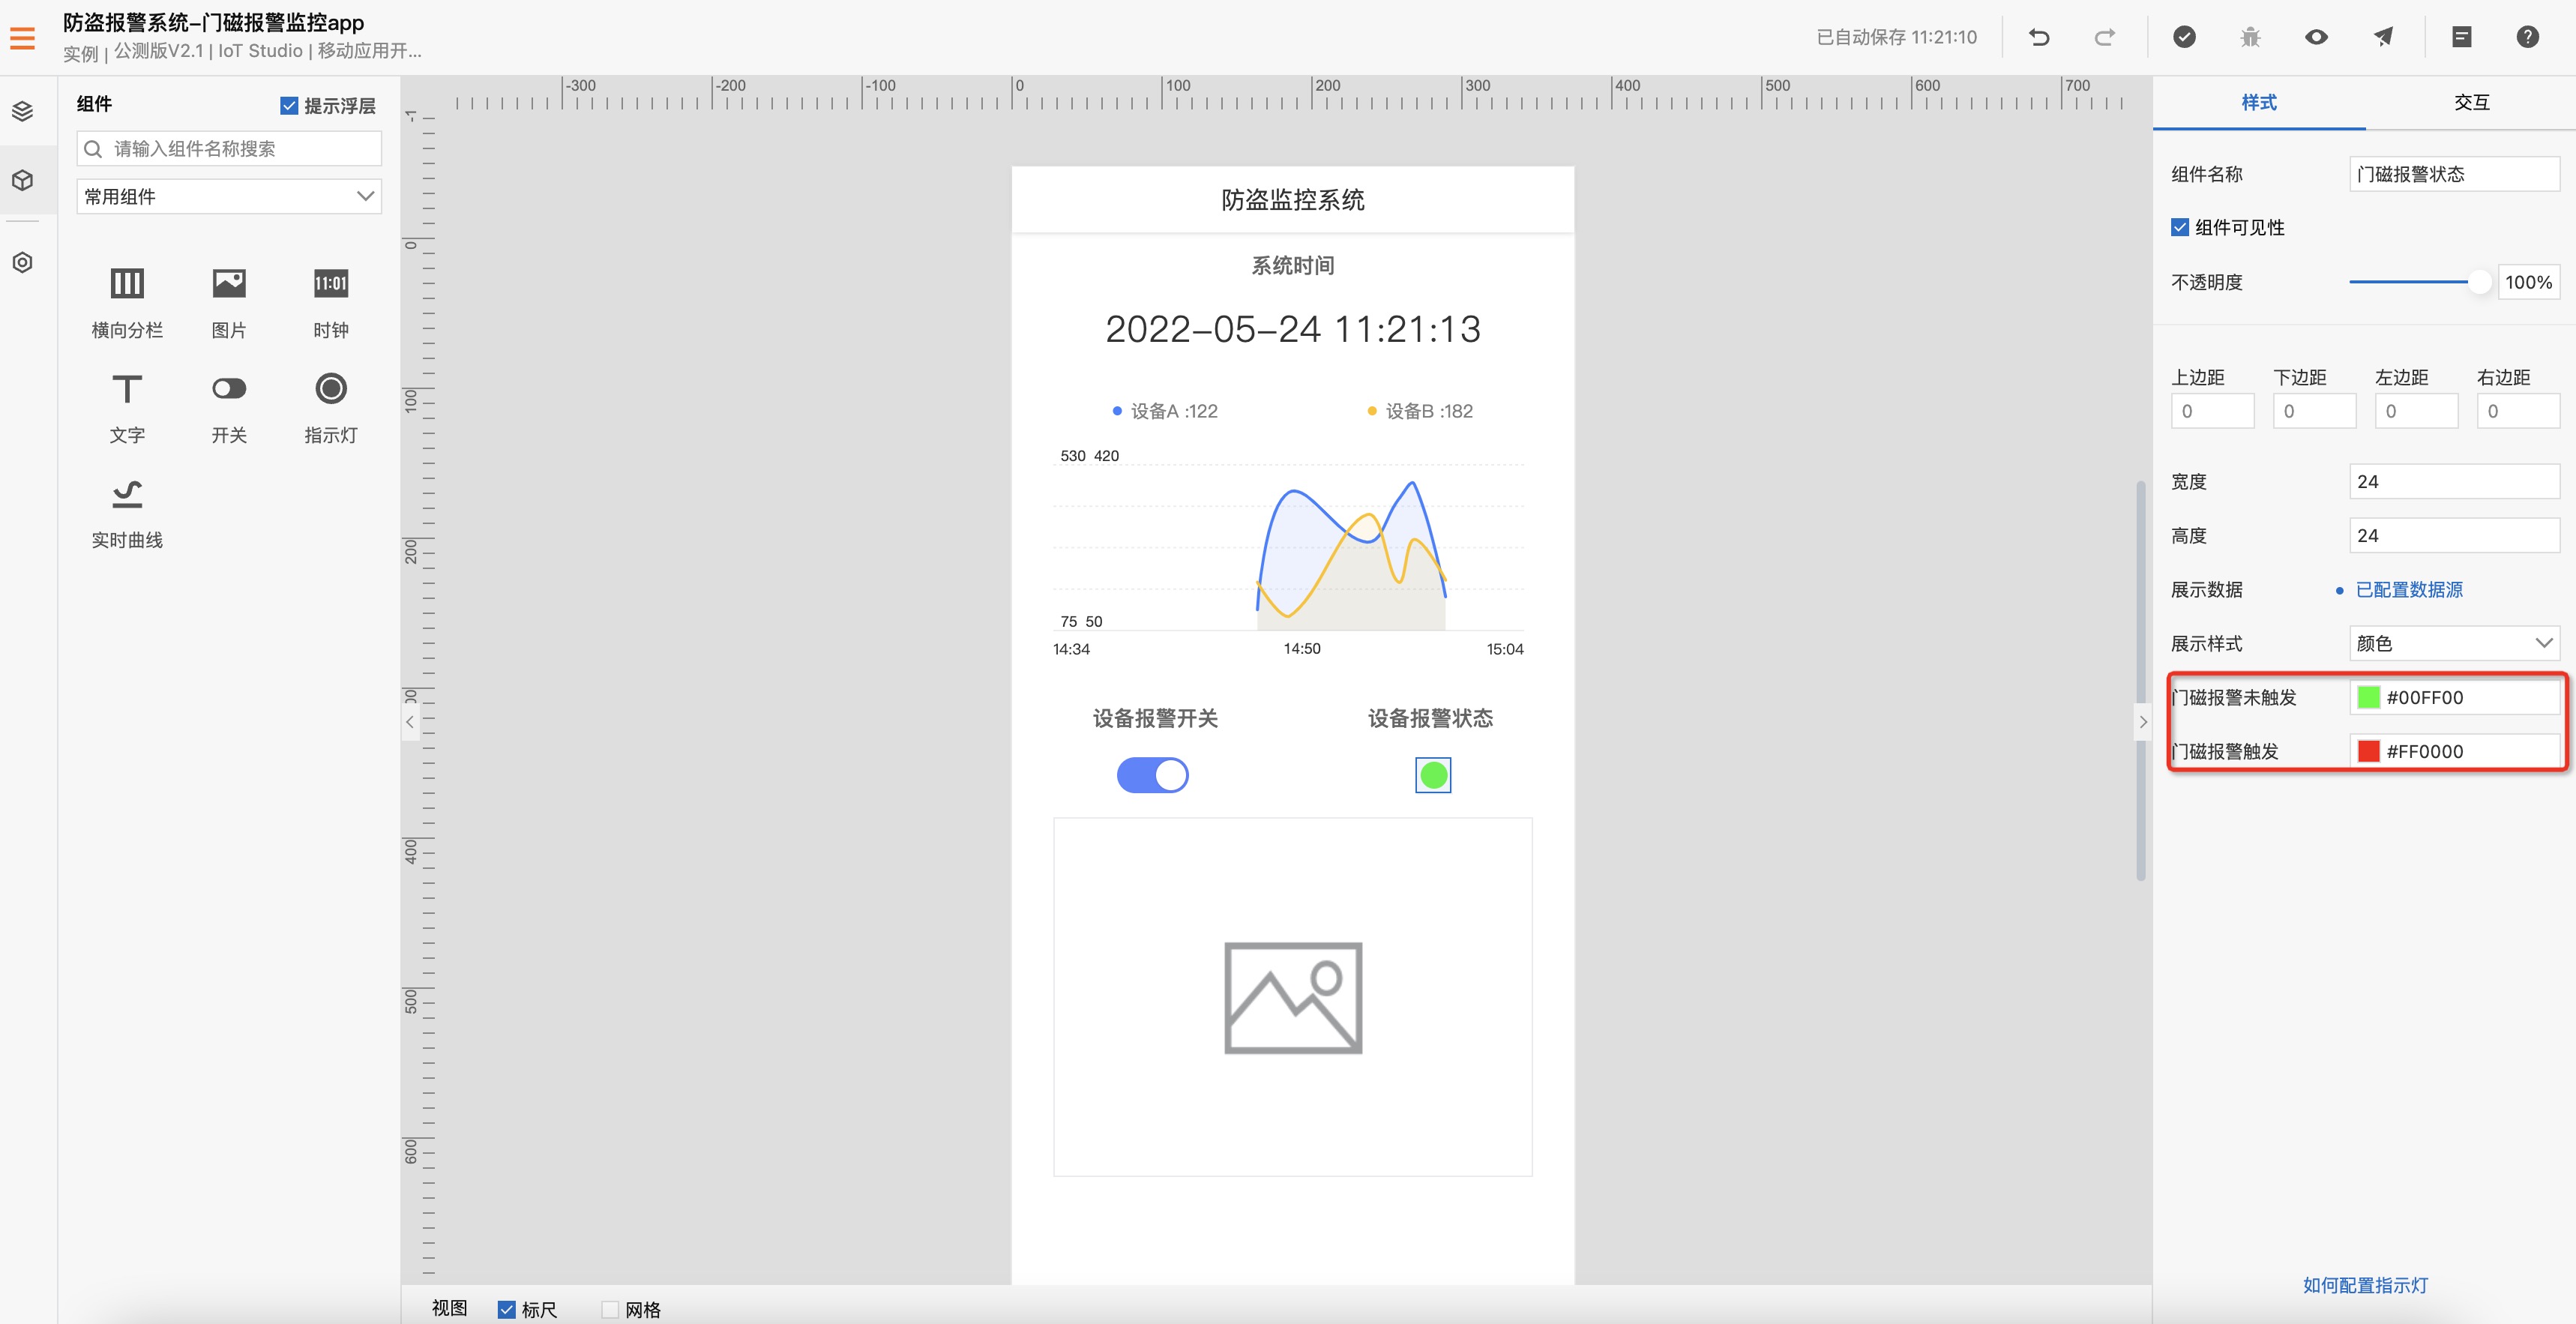 防盗报警系统-门磁报警监控app
实例 | 公测版V2.1 | IoT Studio | 移动应用开...
已自动保存 11:21:10
组件
提示浮层
请输入组件名称搜索
常用组件
横向分栏
图片
11:01
时钟
文字
开关
指示灯
实时曲线
-300 -200 -100 0 100 200 300 400 500 600 700
-1
0
100
200
00
400
500
600
防盗监控系统
系统时间
2022-05-24 11:21:13
设备A :122
设备B :182
530 420
75 50
14:34 14:50 15:04
设备报警开关
设备报警状态
视图
标尺
网格
样式
交互
组件名称
门磁报警状态
组件可见性
不透明度
100%
上边距 下边距 左边距 右边距
0 0 0 0
宽度
24
高度
24
展示数据
已配置数据源
展示样式
颜色
门磁报警未触发
#00FF00
门磁报警触发
#FF0000
如何配置指示灯